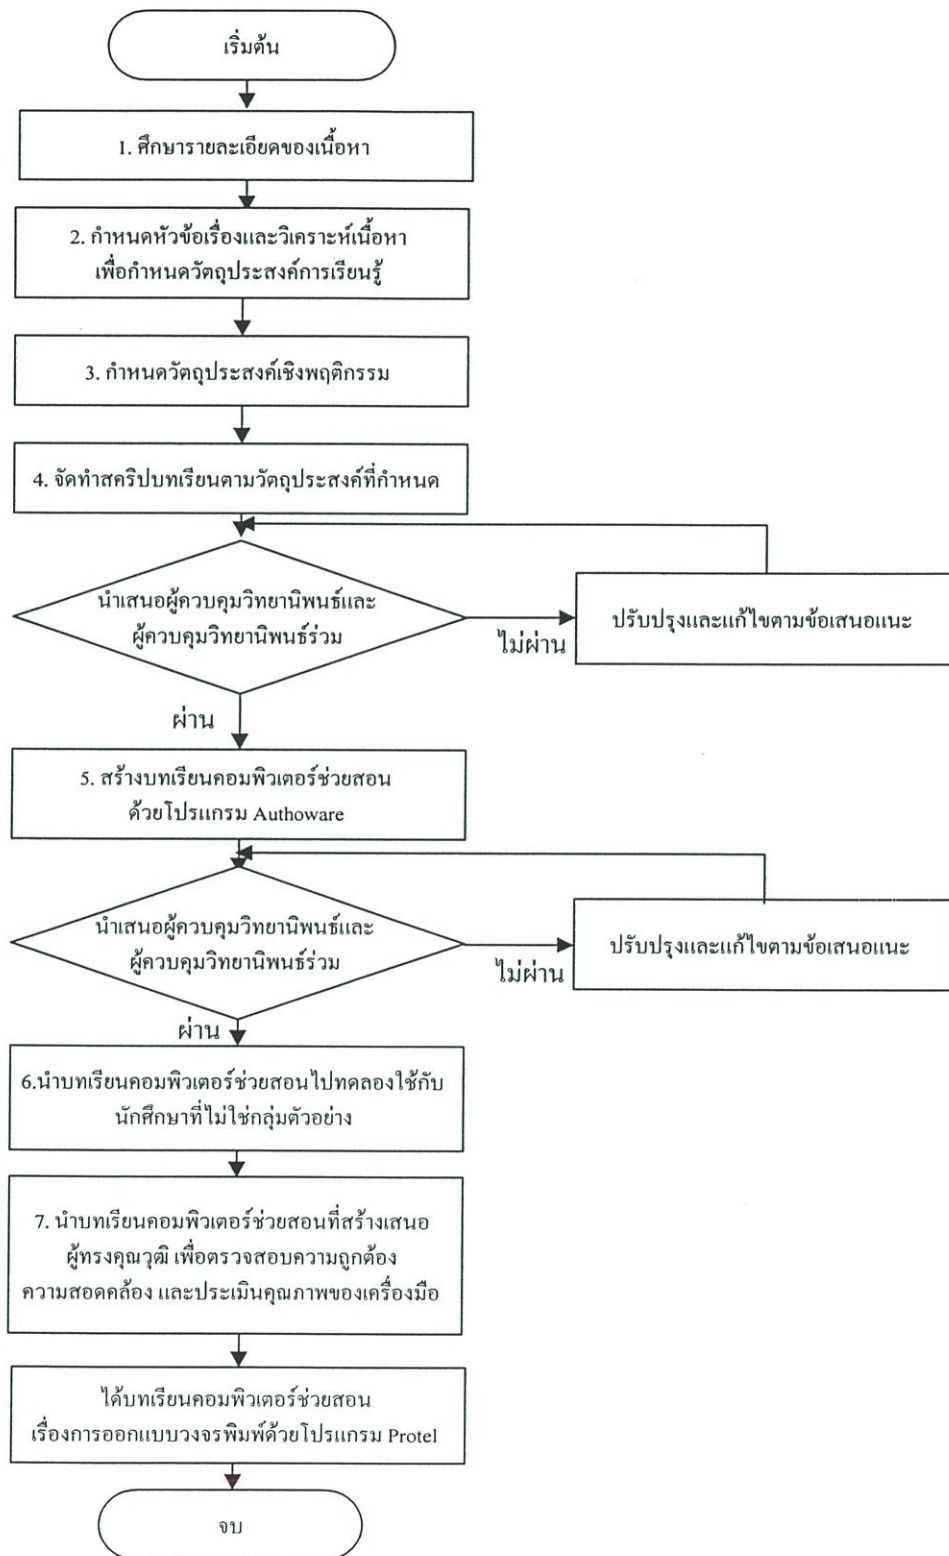 เริ่มต้น
1. ศึกษารายละเอียดของเนื้อหา
2. กำหนดหัวข้อเรื่องและวิเคราะห์เนื้อหา
เพื่อกำหนดวัตถุประสงค์การเรียนรู้
3. กำหนดวัตถุประสงค์เชิงพฤติกรรม
4. จัดทำสคริปบทเรียนตามวัตถุประสงค์ที่กำหนด
นำเสนอผู้ควบคุมวิทยานิพนธ์และ
ผู้ควบคุมวิทยานิพนธ์ร่วม
ไม่ผ่าน
ปรับปรุงและแก้ไขตามข้อเสนอแนะ
ผ่าน
5. สร้างบทเรียนคอมพิวเตอร์ช่วยสอน
ด้วยโปรแกรม Authoware
นำเสนอผู้ควบคุมวิทยานิพนธ์และ
ผู้ควบคุมวิทยานิพนธ์ร่วม
ไม่ผ่าน
ปรับปรุงและแก้ไขตามข้อเสนอแนะ
ผ่าน
6.นำบทเรียนคอมพิวเตอร์ช่วยสอนไปทดลองใช้กับ
นักศึกษาที่ไม่ใช่กลุ่มตัวอย่าง
7. นำบทเรียนคอมพิวเตอร์ช่วยสอนที่สร้างเสนอ
ผู้ทรงคุณวุฒิ เพื่อตรวจสอบความถูกต้อง
ความสอดคล้อง และประเมินคุณภาพของเครื่องมือ
ได้บทเรียนคอมพิวเตอร์ช่วยสอน
เรื่องการออกแบบวงจรพิมพ์ด้วยโปรแกรม Protel
จบ